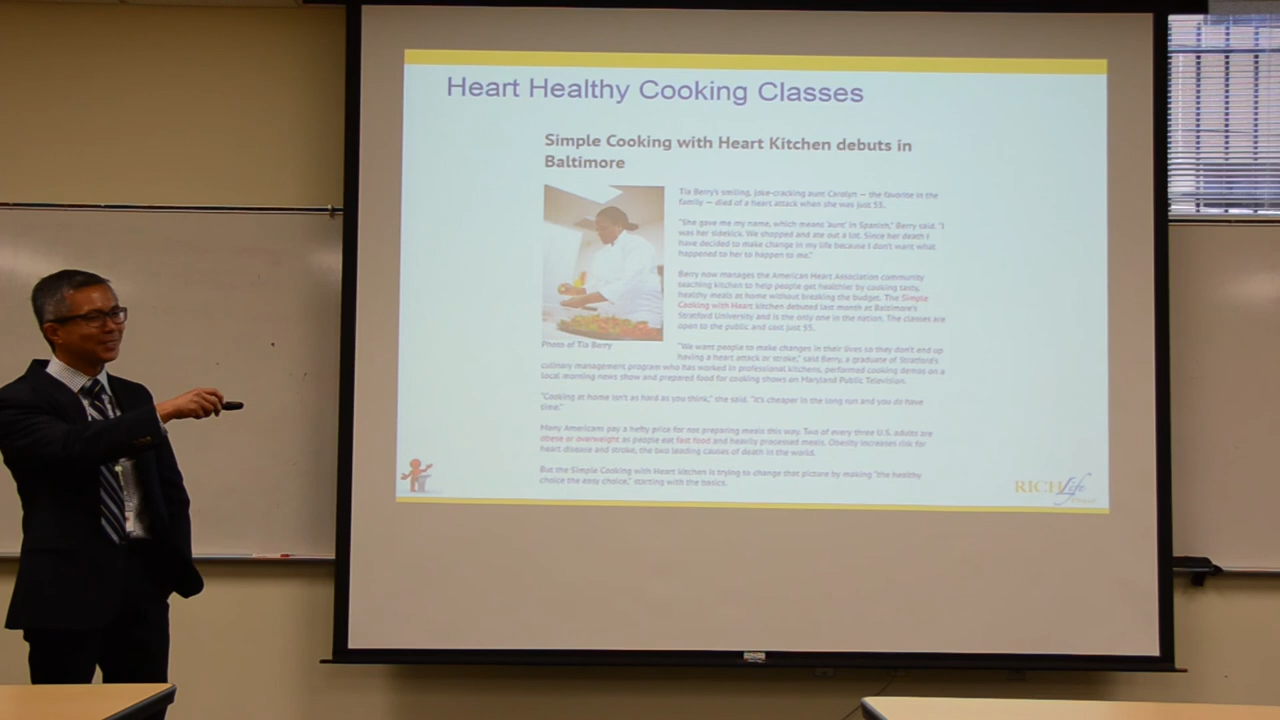 Heart Healthy Cooking Classes
Simple Cooking with Heart Kitchen debuts in
Baltimore
Tia Berry's smiling, joke-cracking aunt Carolyn — the favorite in the
family — died of a heart attack when she was just 55.
"She gave me my name, which means 'aunt' in Spanish," Berry said. "I
was her sidekick. We shopped and ate out a lot. Since her death I
have decided to make change in my life because I don't want what
happened to her to happen to me."
Berry now manages the American Heart Association community
teaching kitchen to help people get healthier by cooking tasty,
healthy meals at home without breaking the budget. The Simple
Cooking with Heart kitchen debuted last month at Baltimore's
Stratford University and is the only one in the nation. The classes are
open to the public and cost just $5.
Photo of Tia Berry
"We want people to make changes in their lives so they don't end up
having a heart attack or stroke," said Berry, a graduate of Stratford's
culinary management program who has worked in professional kitchens, performed cooking demos on a
local morning news show and prepared food for cooking shows on Maryland Public Television.
"Cooking at home isn't as hard as you think," she said. "It's cheaper in the long run and you do have
time."
Many Americans pay a hefty price for not preparing meals this way. Two of every three U.S. adults are
obese or overweight as people eat fast food and heavily processed meals. Obesity increases risk for
heart disease and stroke, the two leading causes of death in the world.
But the Simple Cooking with Heart kitchen is trying to change that picture by making "the healthy
choice the easy choice," starting with the basics.
RICH Life